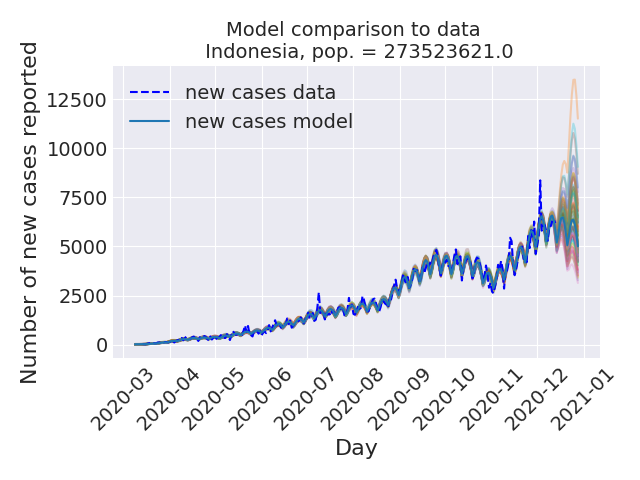 Model comparison to data
Indonesia, pop. = 273523621.0
Number of new cases reported
12500
10000
7500
5000
2500
0
new cases data
new cases model
2020-03
2020-04
2020-05
2020-06
2020-07
2020-08
2020-09
2020-10
2020-11
2020-12
2021-01
Day